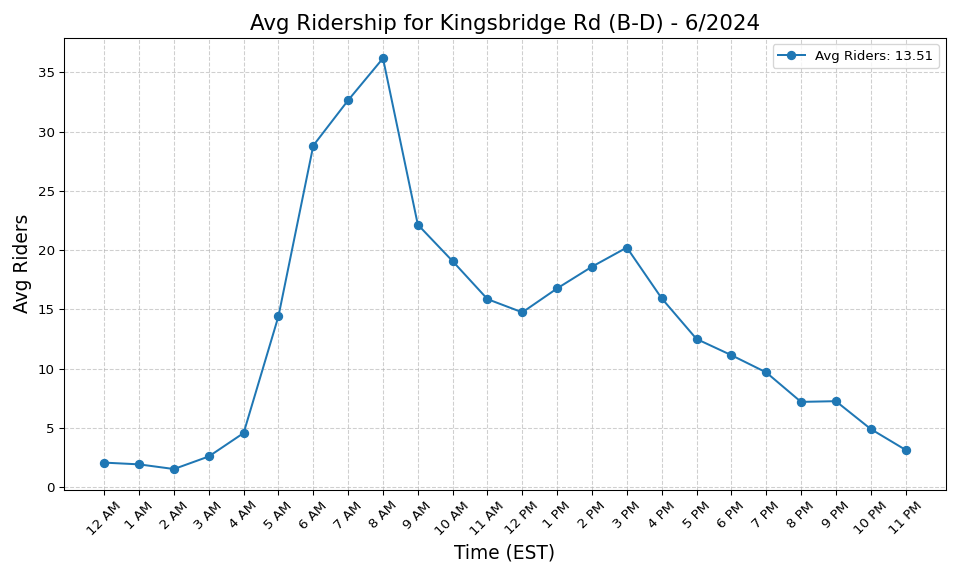 Avg Ridership for Kingsbridge Rd (B-D) - 6/2024
Avg Riders: 13.51
Avg Riders
35
30
25
20
15
10
5
0
12 AM
1 AM
2 AM
3 AM
4 AM
5 AM
6 AM
7 AM
8 AM
9 AM
10 AM
11 AM
12 PM
1 PM
2 PM
3 PM
4 PM
5 PM
6 PM
7 PM
8 PM
9 PM
10 PM
11 PM
Time (EST)